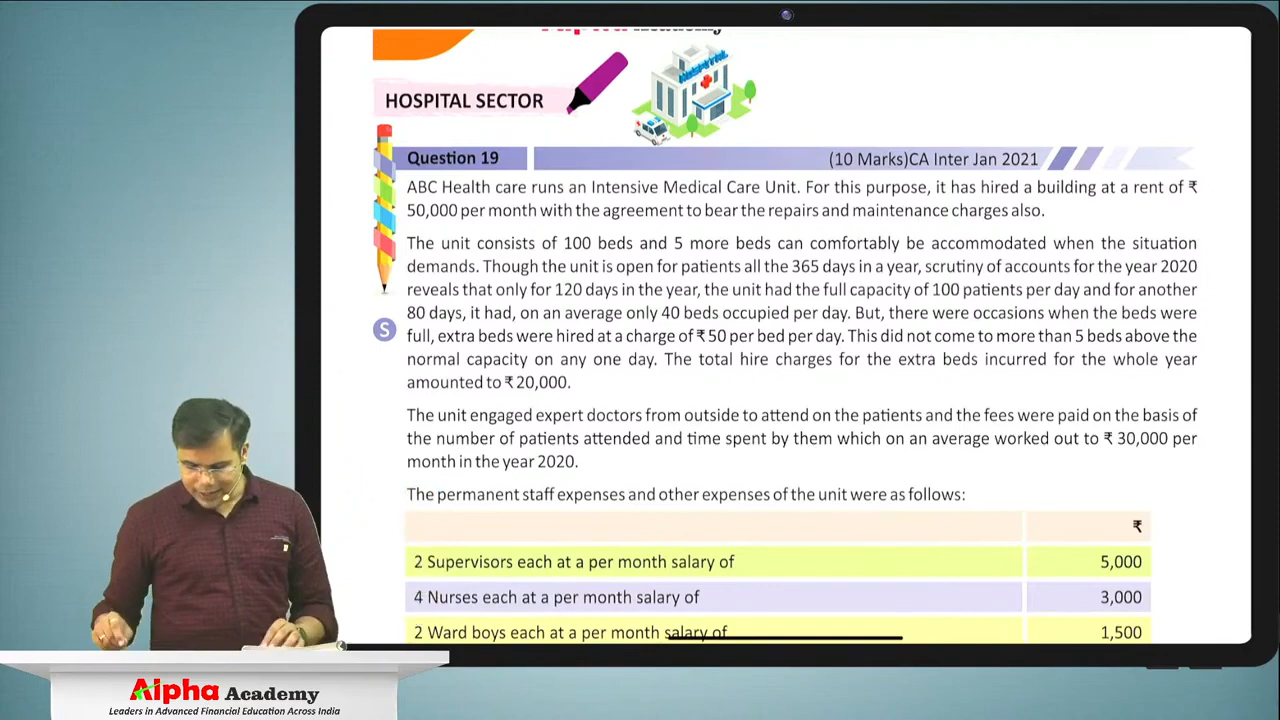 HOSPITAL
HOSPITAL SECTOR
Question 19
(10 Marks)CA Inter Jan 2021
ABC Health care runs an Intensive Medical Care Unit. For this purpose, it has hired a building at a rent of ₹
50,000 per month with the agreement to bear the repairs and maintenance charges also.
The unit consists of 100 beds and 5 more beds can comfortably be accommodated when the situation
demands. Though the unit is open for patients all the 365 days in a year, scrutiny of accounts for the year 2020
reveals that only for 120 days in the year, the unit had the full capacity of 100 patients per day and for another
80 days, it had, on an average only 40 beds occupied per day. But, there were occasions when the beds were
S
full, extra beds were hired at a charge of ₹ 50 per bed per day. This did not come to more than 5 beds above the
normal capacity on any one day. The total hire charges for the extra beds incurred for the whole year
amounted to ₹ 20,000.
The unit engaged expert doctors from outside to attend on the patients and the fees were paid on the basis of
the number of patients attended and time spent by them which on an average worked out to ₹ 30,000 per
month in the year 2020.
The permanent staff expenses and other expenses of the unit were as follows:
₹
2 Supervisors each at a per month salary of 5,000
4 Nurses each at a per month salary of 3,000
2 Ward boys each at a per month salary of 1,500
Alpha Academy
Leaders in Advanced Financial Education Across India